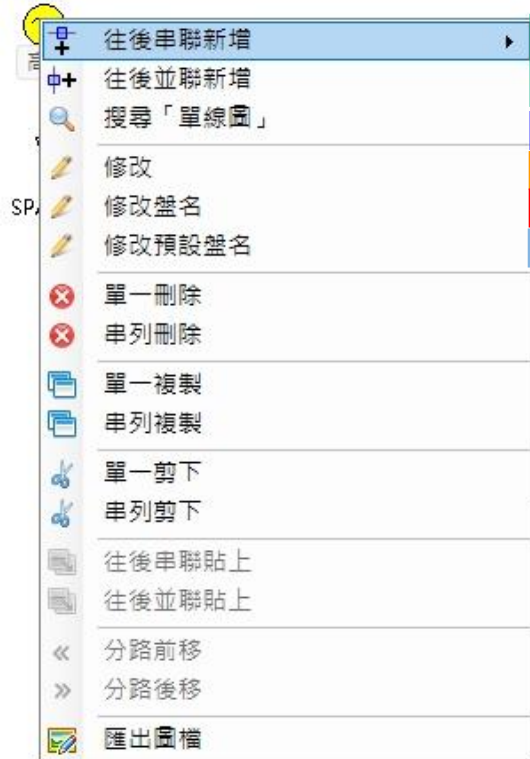 高
往後串聯新增
往後並聯新增
搜尋「單線圖」
修改
SPA
修改盤名
修改預設盤名
單一刪除
串列刪除
單一複製
串列複製
單一剪下
串列剪下
往後串聯貼上
往後並聯貼上
分路前移
分路後移
匯出圖檔